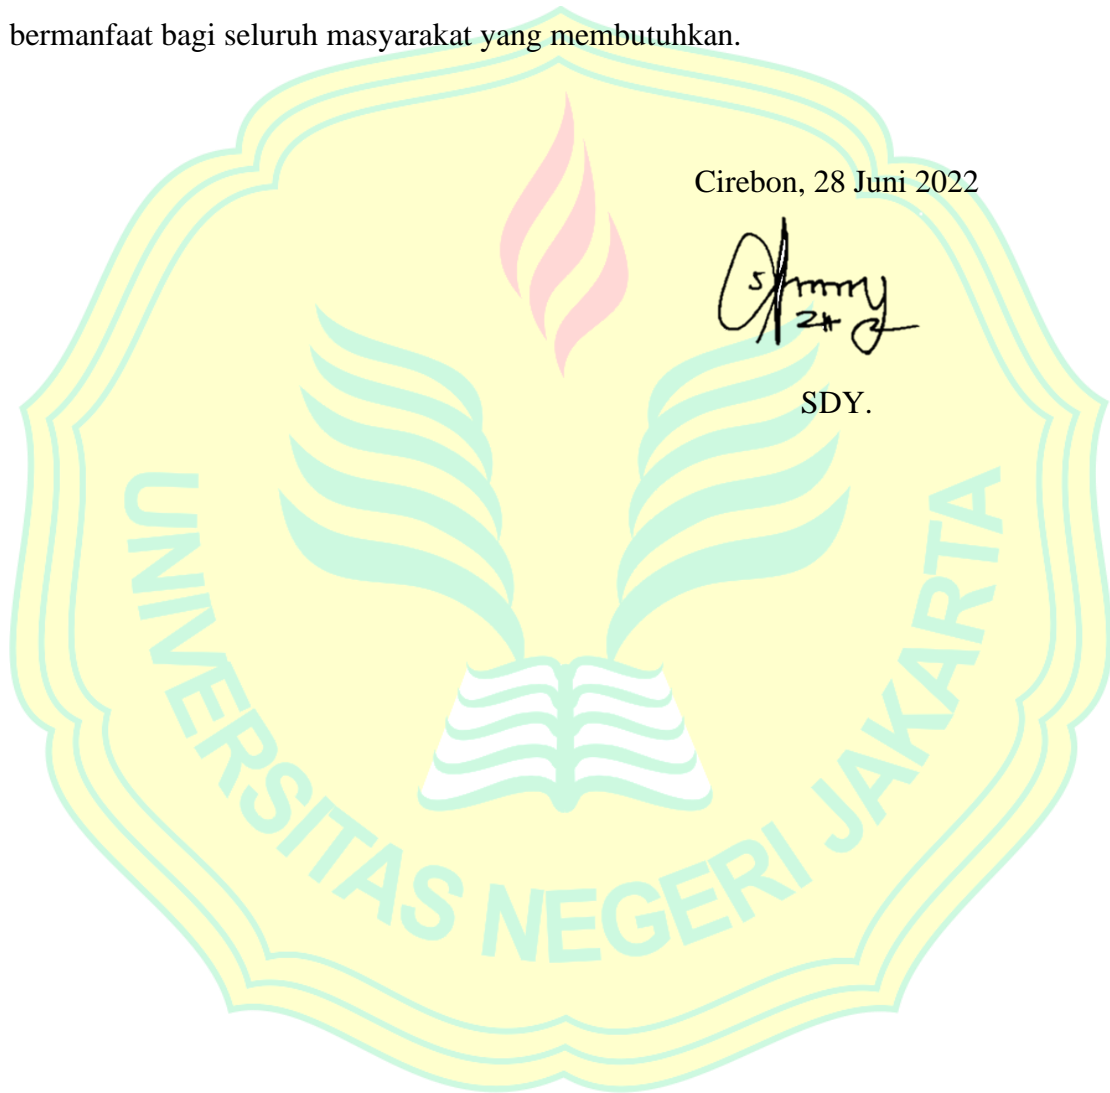 bermanfaat bagi seluruh masyarakat yang membutuhkan.
Cirebon, 28 Juni 2022
SDY.
UNIVERSITAS NEGERI JAKARTA